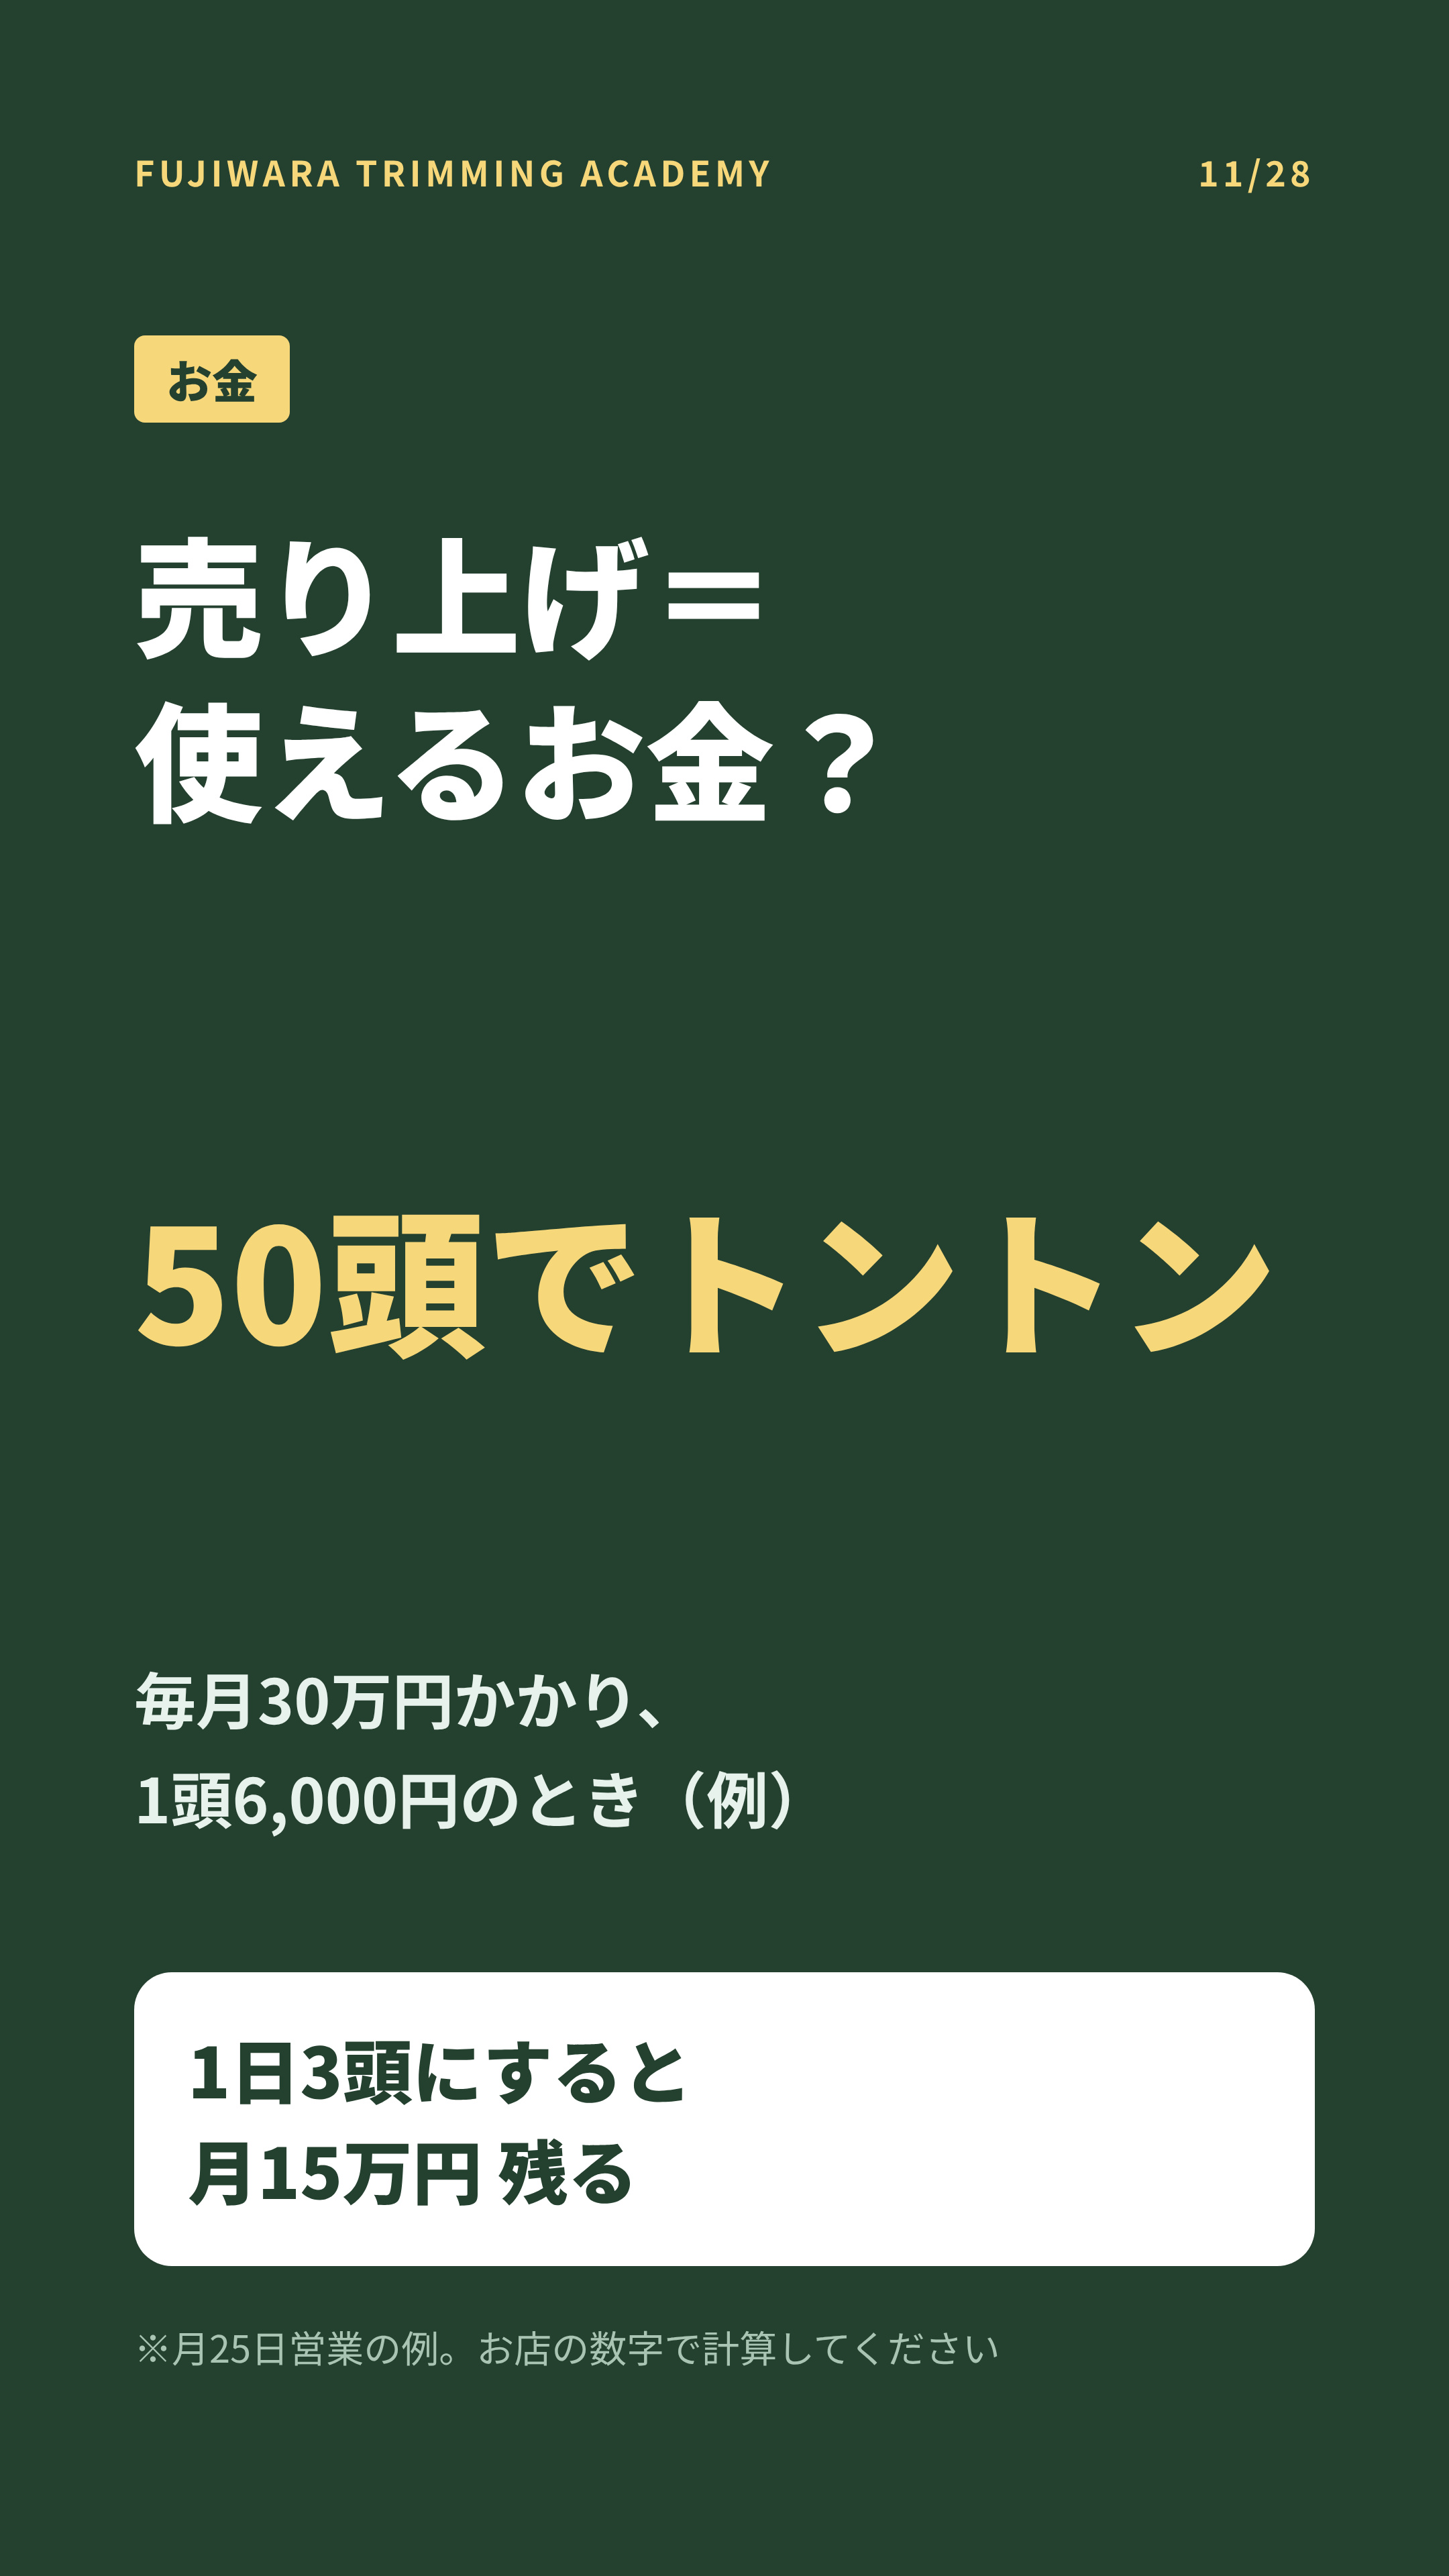 FUJIWARA TRIMMING ACADEMY 11/28
お金
売り上げ＝
使えるお金？
50頭でトントン
毎月30万円かかり、
1頭6,000円のとき（例）
1日3頭にすると
月15万円 残る
※月25日営業の例。お店の数字で計算してください